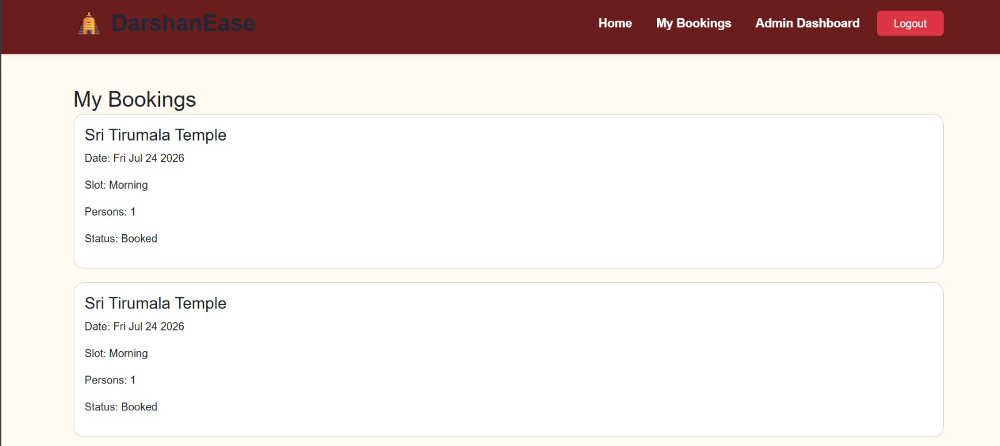 DarshanEase
Home
My Bookings
Admin Dashboard
Logout
My Bookings
Sri Tirumala Temple
Date: Fri Jul 24 2026
Slot: Morning
Persons: 1
Status: Booked
Sri Tirumala Temple
Date: Fri Jul 24 2026
Slot: Morning
Persons: 1
Status: Booked